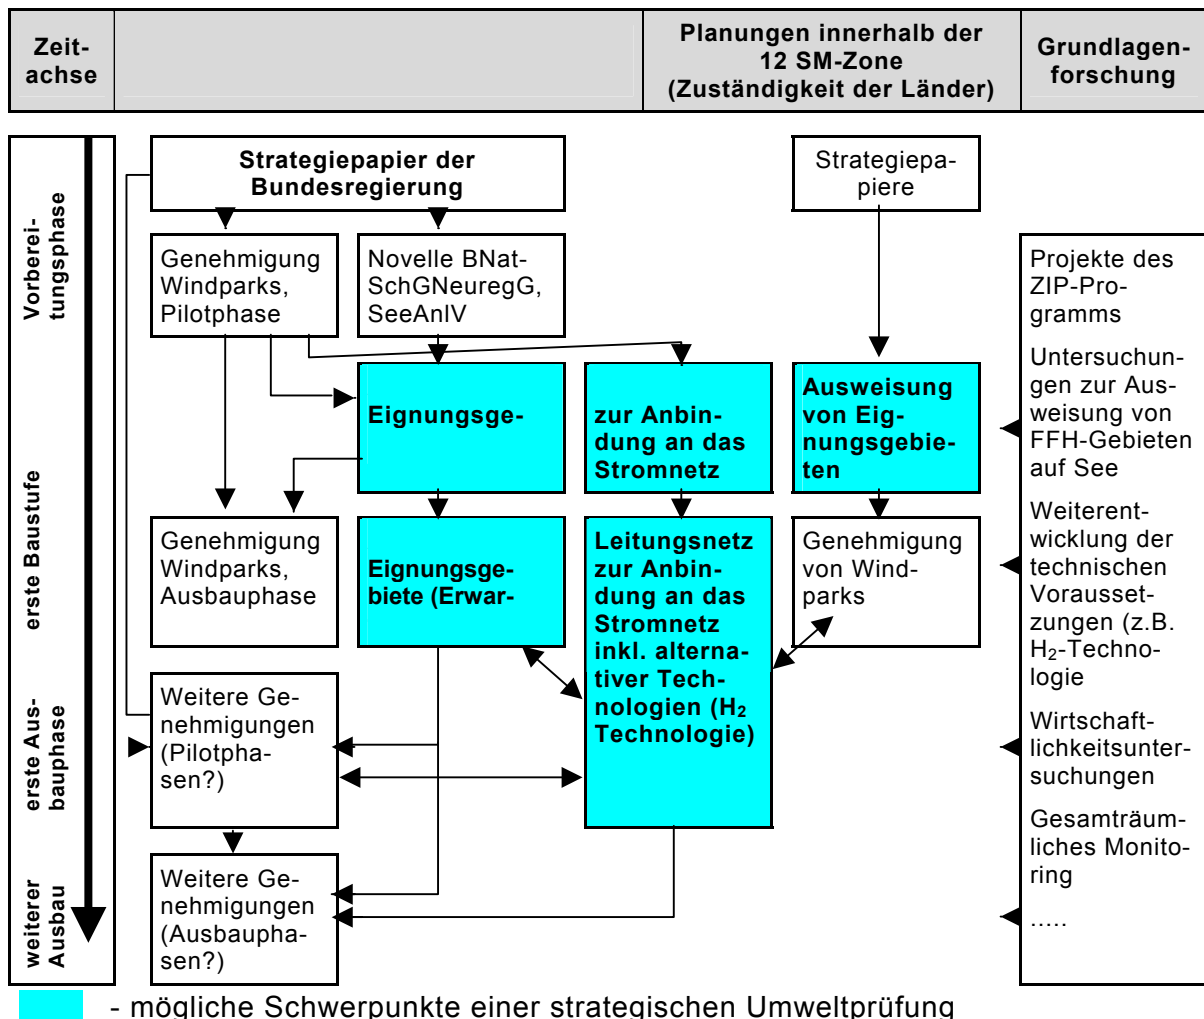 Zeit-
achse
Planungen innerhalb der
12 SM-Zone
(Zuständigkeit der Länder)
Grundlagen-
forschung
Vorberei-
tungsphase
erste Baustufe
erste Aus-
bauphase
weiterer
Ausbau
Strategiepapier der
Bundesregierung
Strategiepa-
piere
Genehmigung
Windparks,
Pilotphase
Novelle BNat-
SchGNeuregG,
SeeAnlV
Eignungsge-
zur Anbin-
dung an das
Stromnetz
Ausweisung
von Eig-
nungsgebie-
ten
Genehmigung
Windparks,
Ausbauphase
Eignungsge-
biete (Erwar-
Leitungsnetz
zur Anbin-
dung an das
Stromnetz
inkl. alterna-
tiver Tech-
nologien (H2
Technologie)
Genehmigung
von Wind-
parks
Weitere Ge-
nehmigungen
(Pilotpha-
sen?)
Weitere Ge-
nehmigungen
(Ausbaupha-
sen?)
Projekte des
ZIP-Pro-
gramms
Untersuchun-
gen zur Aus-
weisung von
FFH-Gebieten
auf See
Weiterent-
wicklung der
technischen
Vorausset-
zungen (z.B.
H2-Techno-
logie
Wirtschaft-
lichkeitsunter-
suchungen
Gesamträum-
liches Monito-
ring
.....
- mögliche Schwerpunkte einer strategischen Umweltprüfung